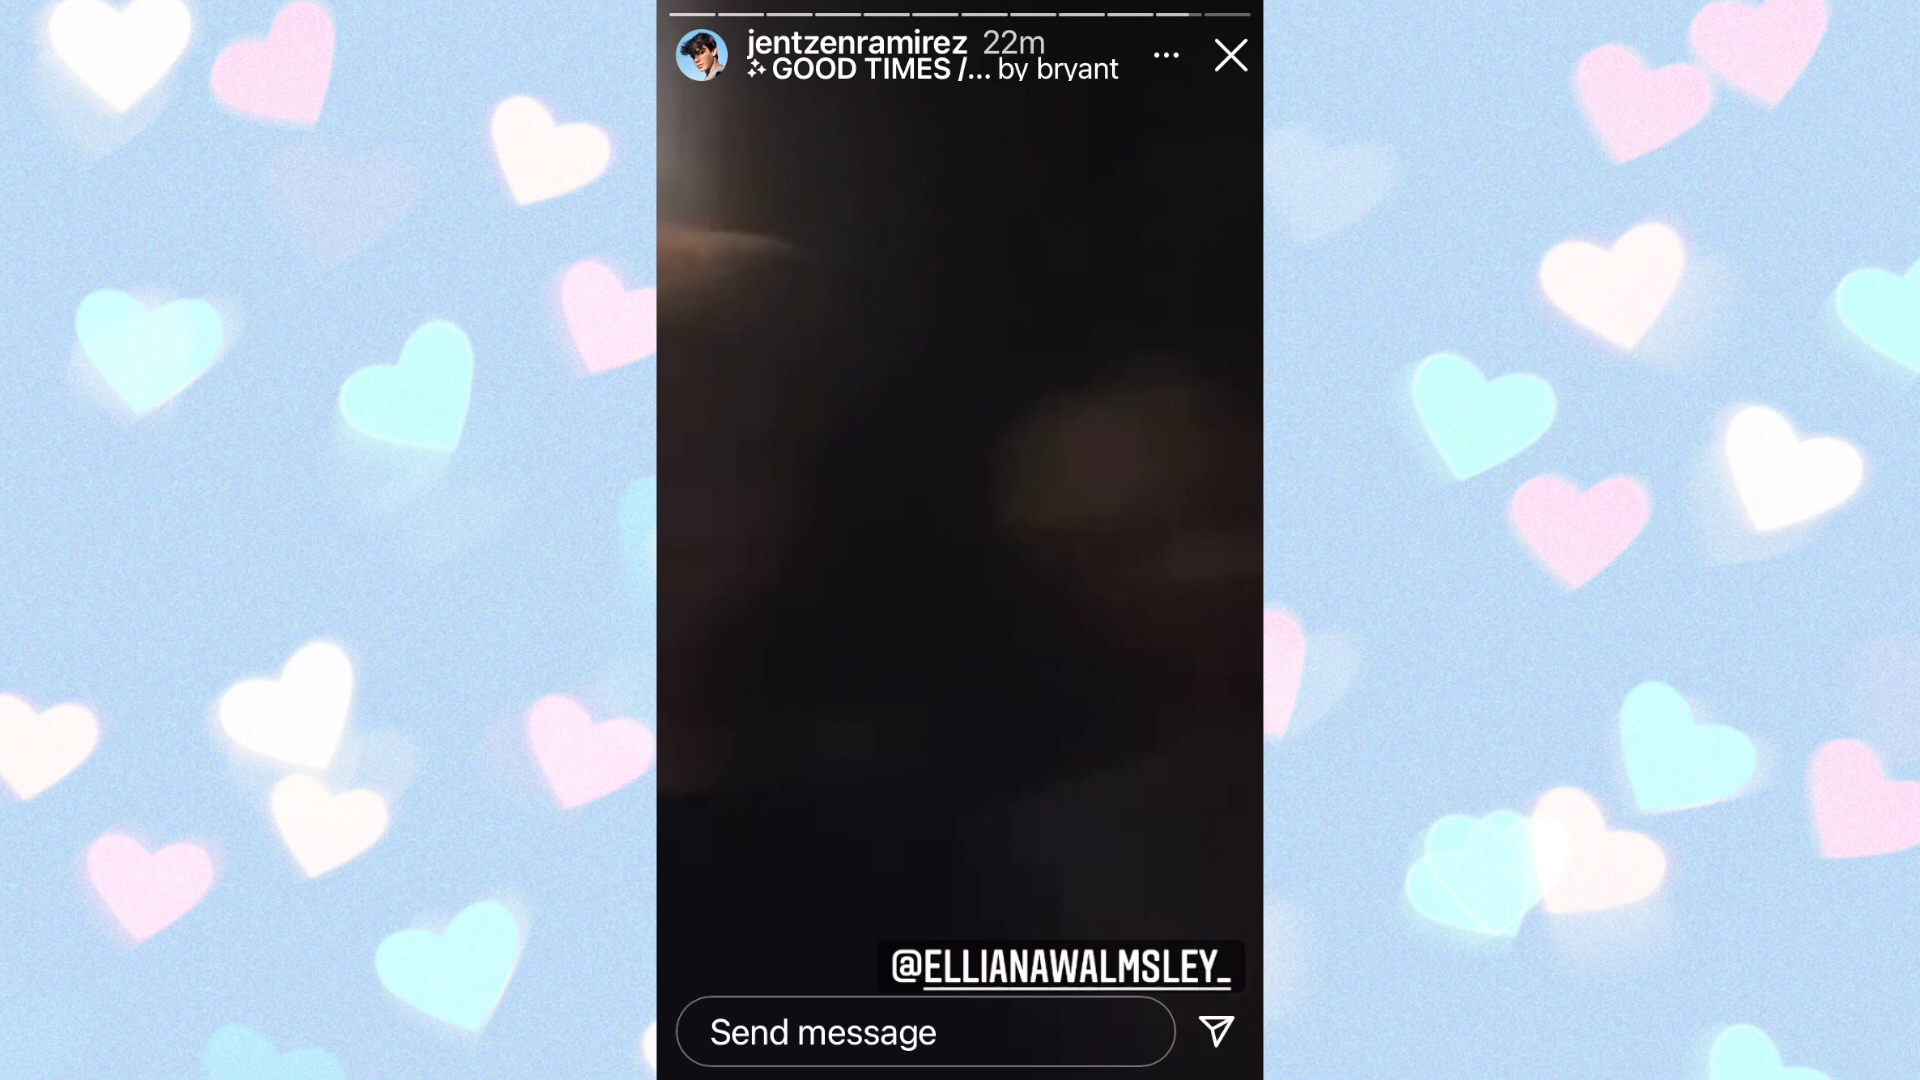 jentzenramirez 22m
GOOD TIMES /... by bryant
@ELLIANAWALMSLEY_
Send message